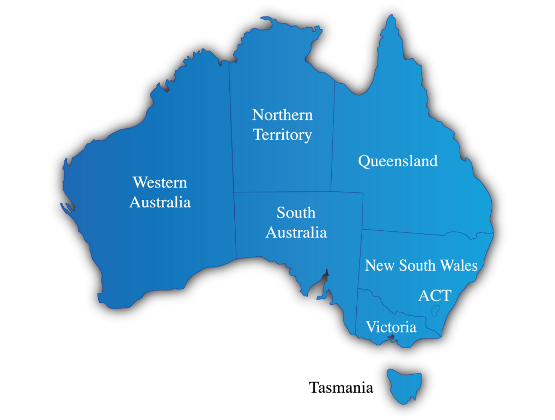 Northern
Territory
Queensland
Western
Australia
South
Australia
New South Wales
ACT
Victoria
Tasmania